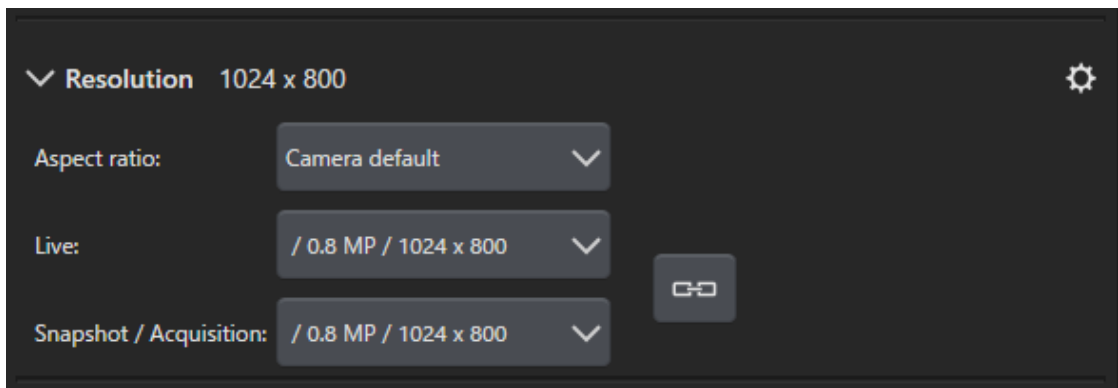 Resolution 1024 x 800
Aspect ratio: Camera default
Live: / 0.8 MP / 1024 x 800
Snapshot / Acquisition: / 0.8 MP / 1024 x 800